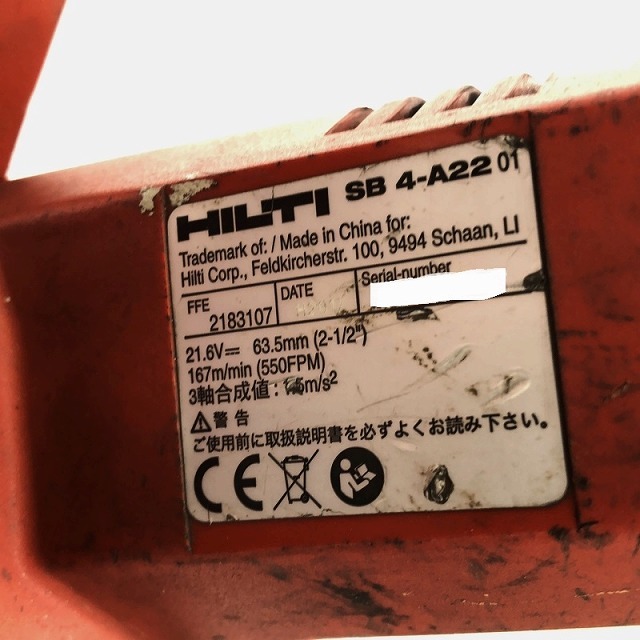 HILTI SB 4-A22 01
Trademark of: / Made in China for:
Hilti Corp., Feldkircherstr. 100, 9494 Schaan, LI
FFE 2183107 DATE Serial-number
21.6V⎓ 63.5mm (2-1/2")
167m/min (550FPM)
3軸合成値 : m/s²
⚠ 警告
ご使用前に取扱説明書を必ずよくお読み下さい。
CE